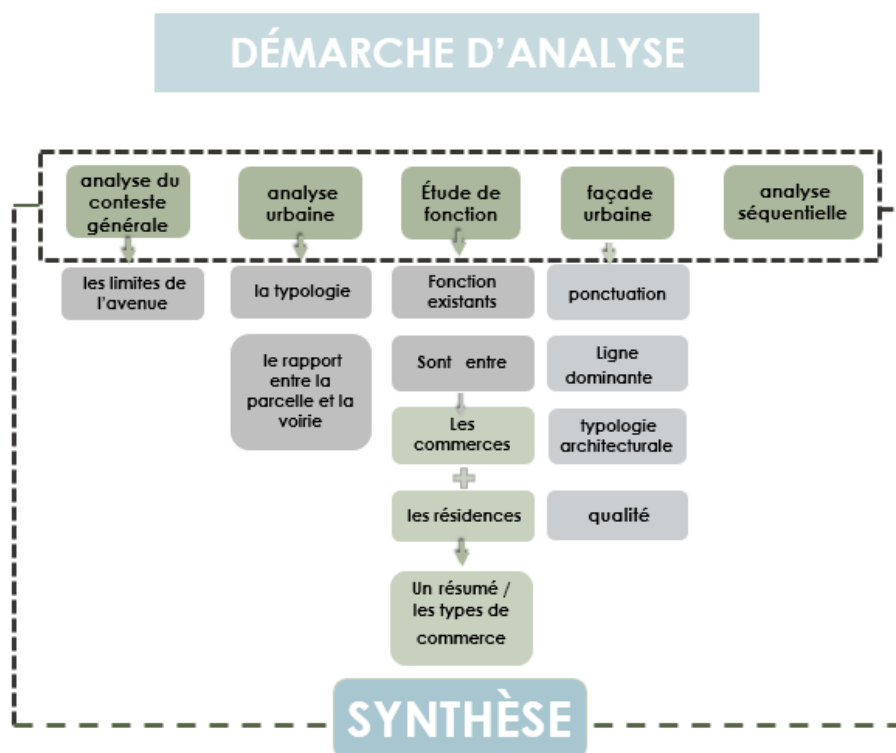 DÉMARCHE D'ANALYSE
analyse du
conteste
générale
analyse
urbaine
Étude de
fonction
façade
urbaine
analyse
séquentielle
les limites de
l'avenue
la typologie
le rapport
entre la
parcelle et la
voirie
Fonction
existants
Sont entre
Les
commerces
les résidences
Un résumé /
les types de
commerce
ponctuation
Ligne
dominante
typologie
architecturale
qualité
SYNTHÈSE